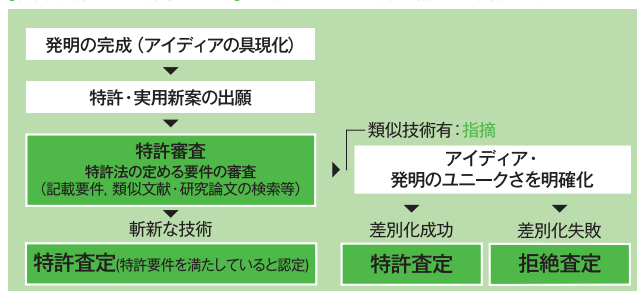 発明の完成(アイディアの具現化)
特許・実用新案の出願
特許審査
特許法の定める要件の審査
(記載要件, 類似文献・研究論文の検索等)
斬新な技術
特許査定(特許要件を満たしていると認定)
類似技術有:指摘
アイディア・
発明のユニークさを明確化
差別化成功
差別化失敗
特許査定
拒絶査定